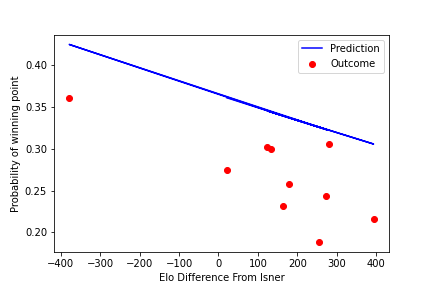 Prediction
Outcome
Probability of winning point
0.40
0.35
0.30
0.25
0.20
−400 −300 −200 −100 0 100 200 300 400
Elo Difference From Isner